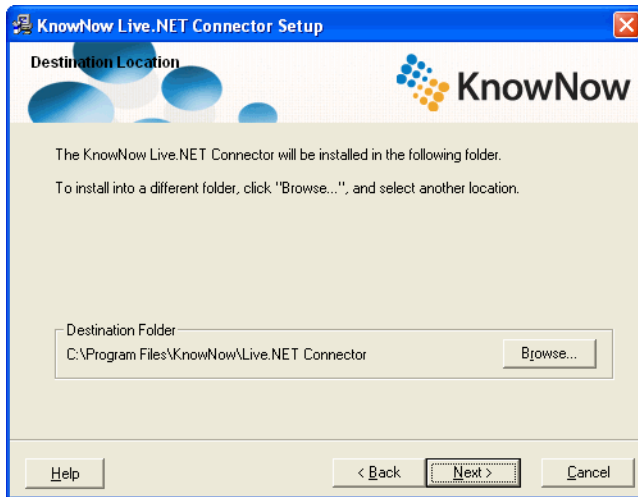 KnowNow Live.NET Connector Setup
Destination Location
KnowNow
The KnowNow Live.NET Connector will be installed in the following folder.
To install into a different folder, click "Browse...", and select another location.
Destination Folder
C:\Program Files\KnowNow\Live.NET Connector
Browse...
Help
< Back
Next >
Cancel